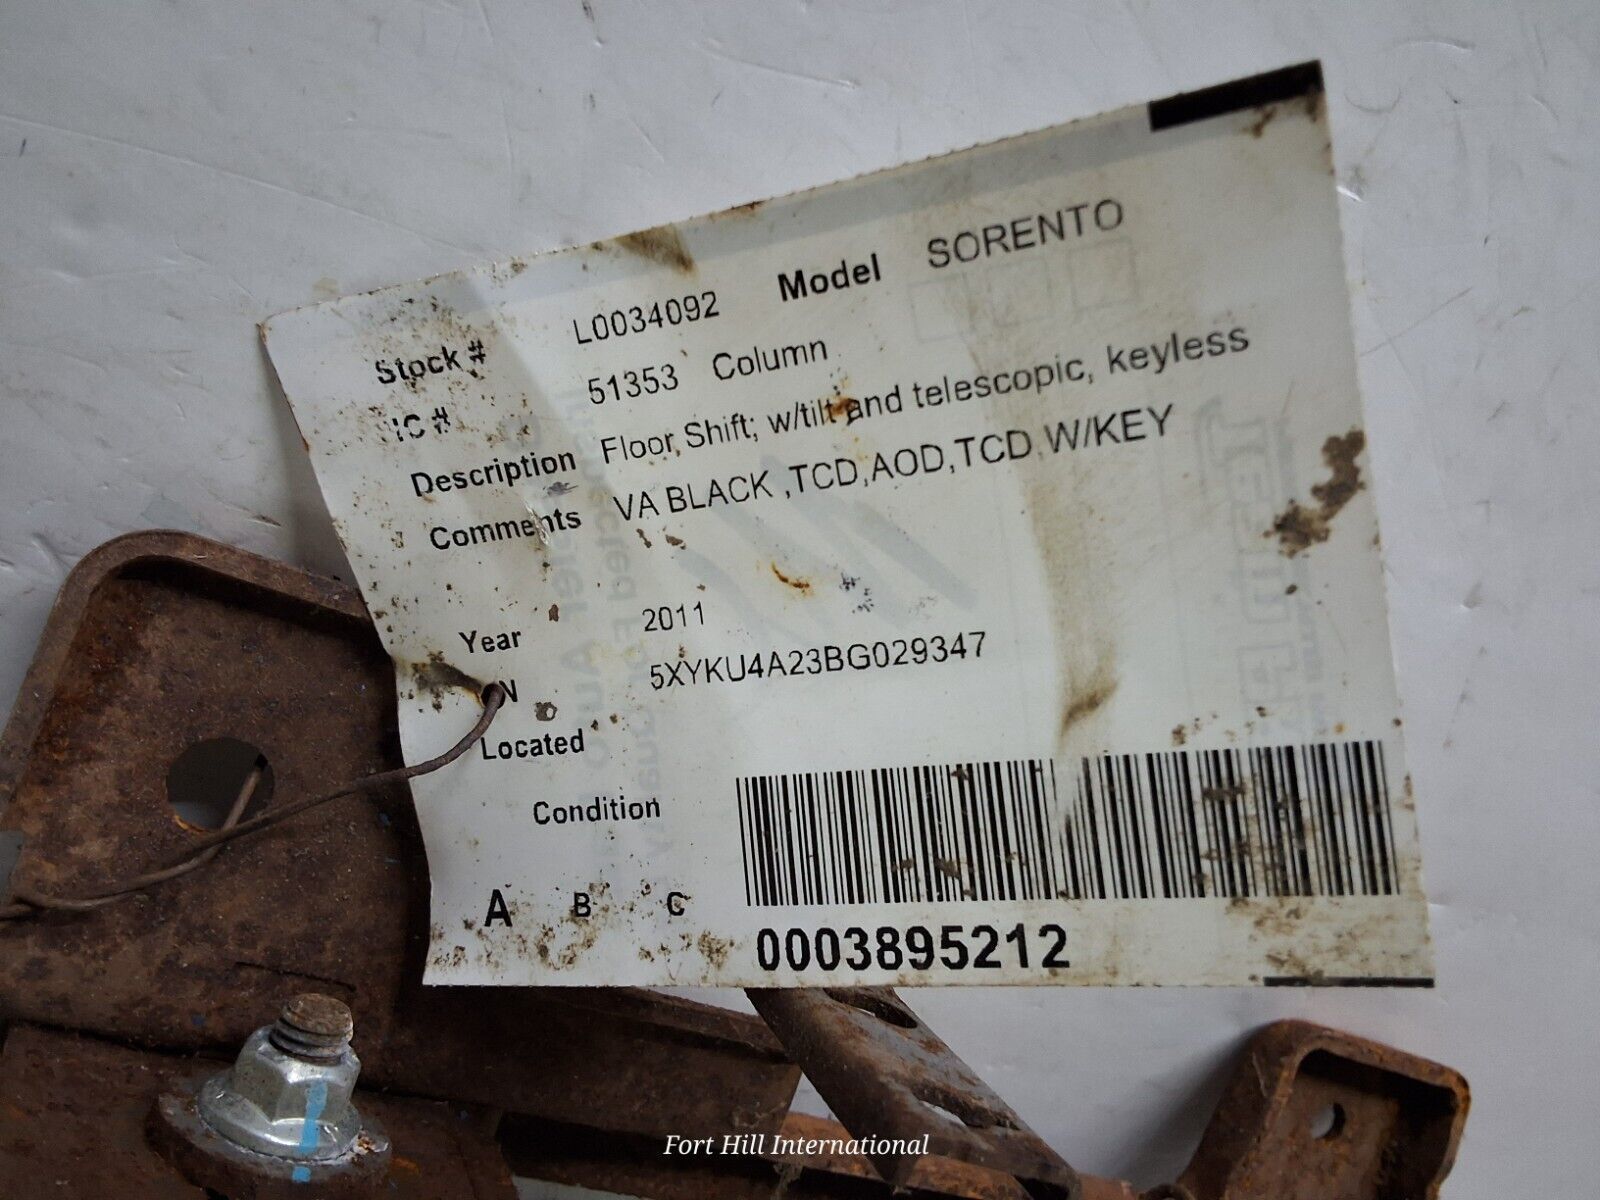 Stock # L0034092 Model SORENTO
IC # 51353 Column
Description Floor Shift; w/tilt and telescopic, keyless
Comments VA BLACK ,TCD,AOD,TCD W/KEY
Year 2011
N 5XYKU4A23BG029347
Located
Condition
A B C
0003895212
Fort Hill International